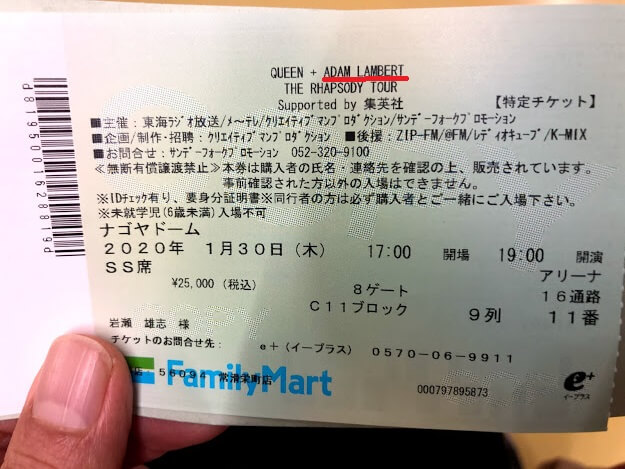 QUEEN + ADAM LAMBERT
THE RHAPSODY TOUR
Supported by 集英社 【特定チケット】
■主催：東海ﾗｼﾞｵ放送/ﾒ～ﾃﾚ/ｸﾘｴｲﾃｨﾌﾞﾏﾝﾌﾟﾛﾀﾞｸｼｮﾝ/ｻﾝﾃﾞｰﾌｫｰｸﾌﾟﾛﾓｰｼｮﾝ
■企画/制作・招聘：ｸﾘｴｲﾃｨﾌﾞﾏﾝﾌﾟﾛﾀﾞｸｼｮﾝ ■後援：ZIP-FM/@FM/ﾚﾃﾞｨｵｷｭｰﾌﾞ/K-MIX
■お問合せ：ｻﾝﾃﾞｰﾌｫｰｸﾌﾟﾛﾓｰｼｮﾝ 052-320-9100
≪無断有償譲渡禁止≫本券は購入者の氏名・連絡先を確認の上、販売されています。
事前確認された方以外の入場はできません。
※IDﾁｪｯｸ有り、要身分証明書※同行者の方は必ず購入者とご一緒にご入場下さい。
※未就学児(6歳未満)入場不可
ナゴヤドーム
2020年 1月30日(木) 17:00 開場 19:00 開演
SS席 アリーナ
¥25,000 (税込) 8ゲート 16通路
C11ブロック 9列 11番
岩瀬 雄志 様
チケットのお問合せ先： e+(イープラス) 0570-06-9911
56094 常滑栄町店
FamilyMart
000797895873
e+
イープラス
d8195001628819d